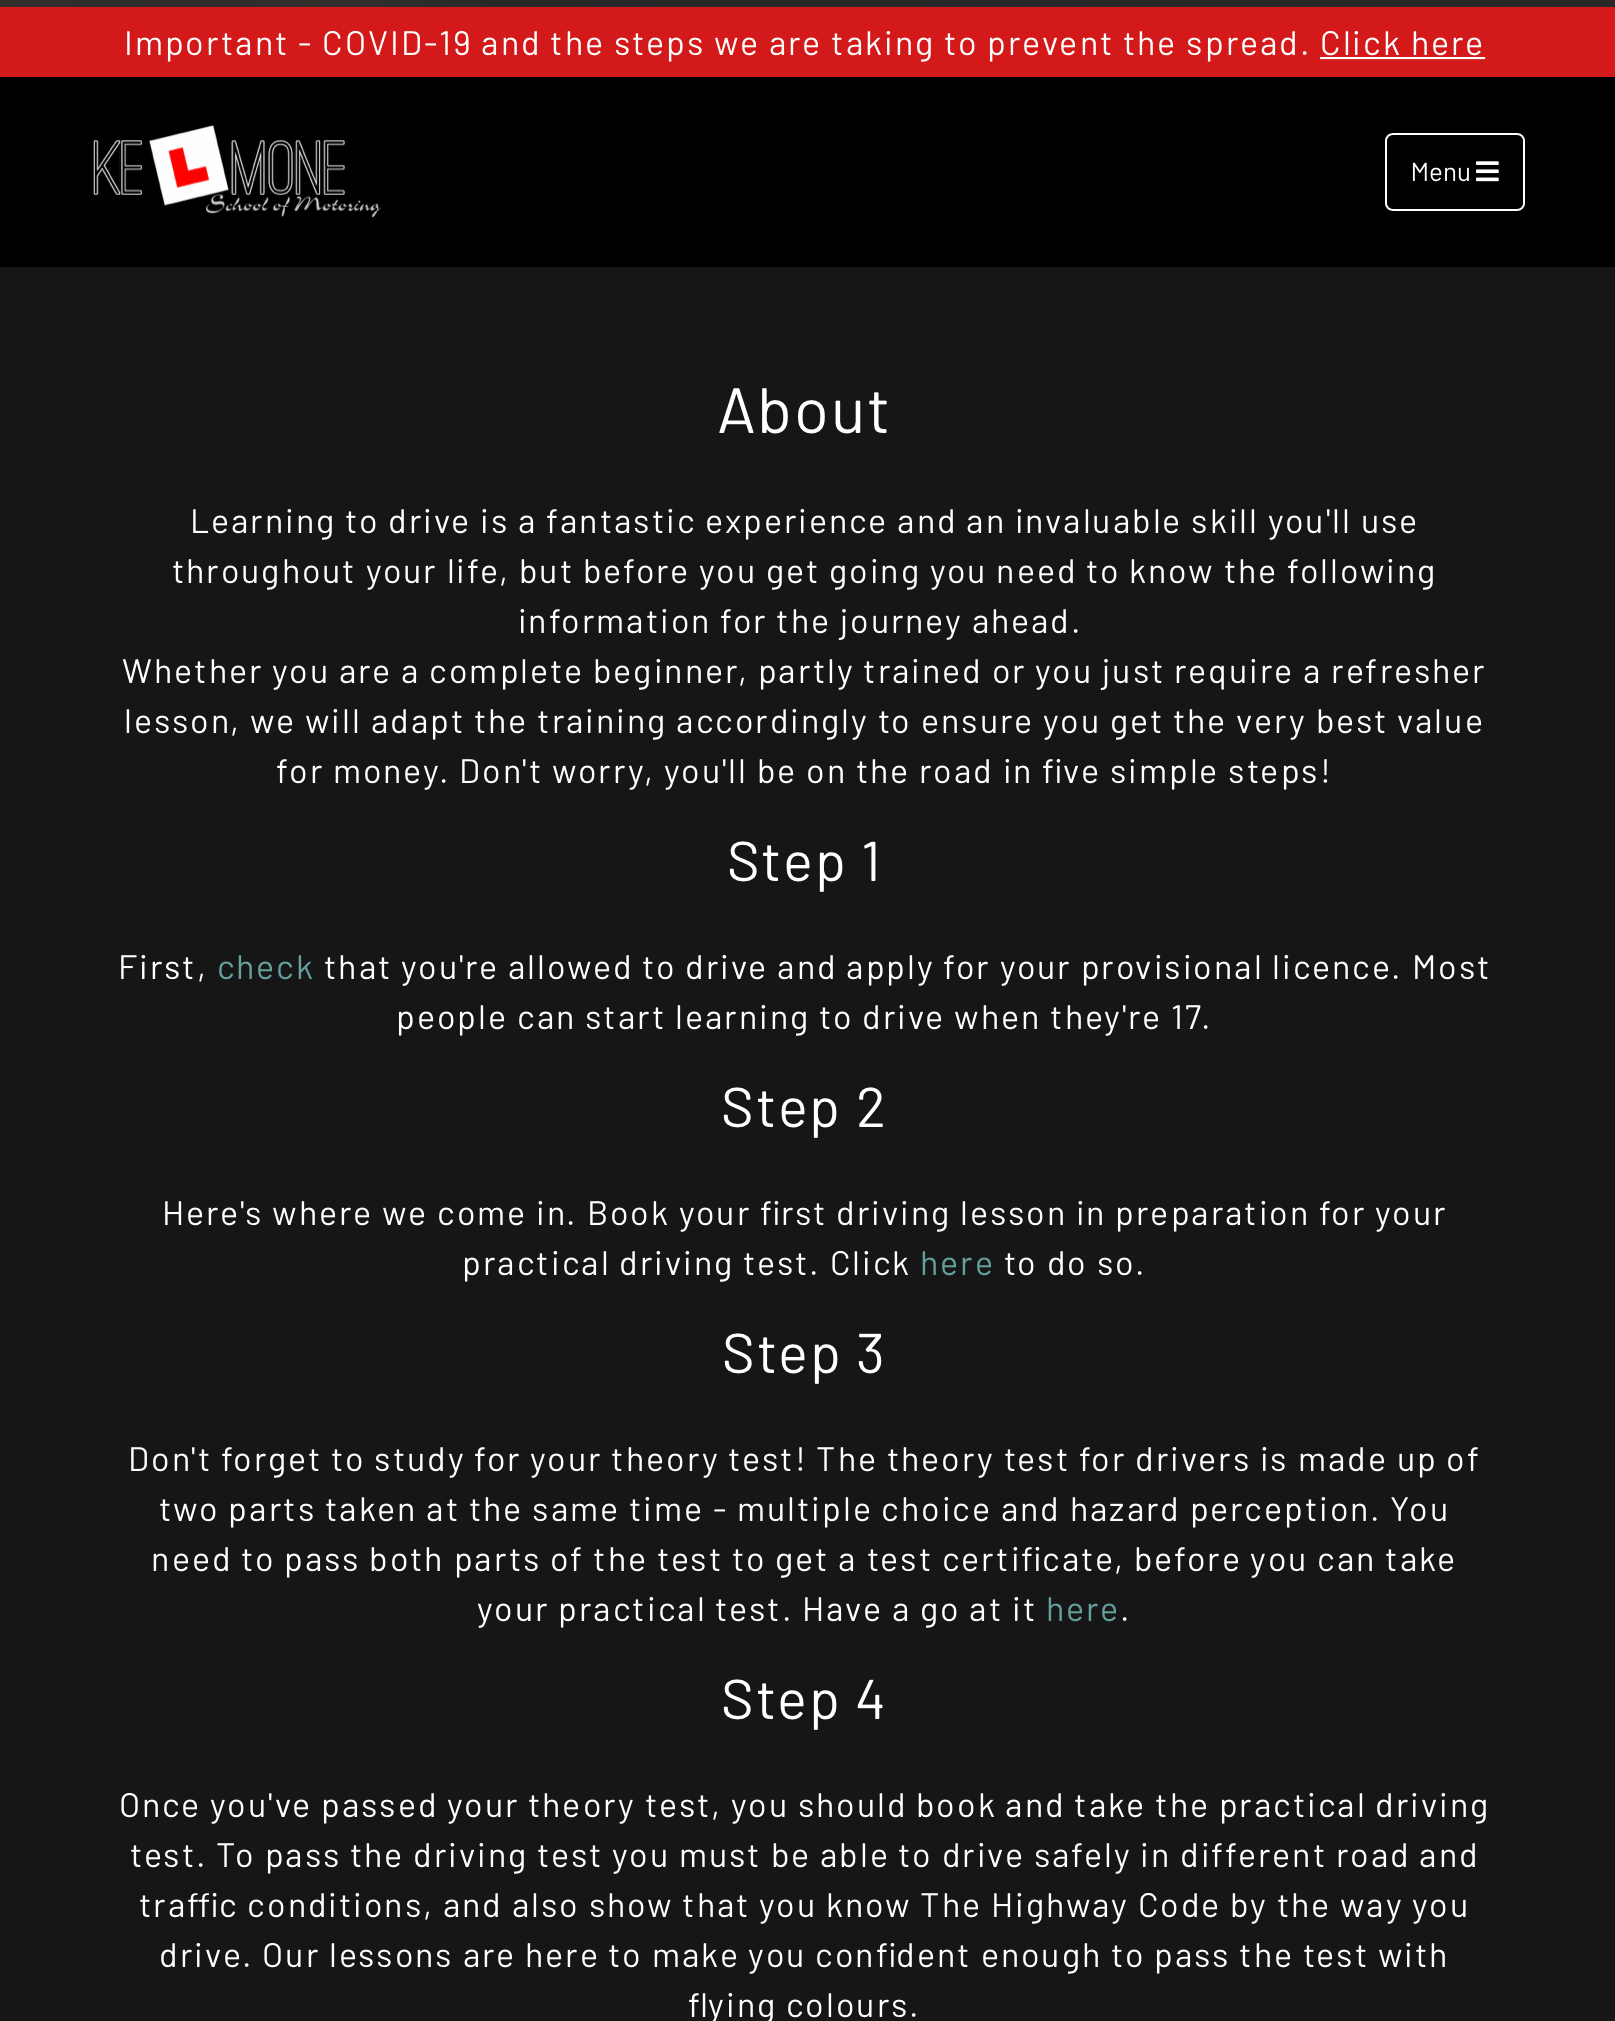 Important - COVID-19 and the steps we are taking to prevent the spread. Click here
KELMONE
School of Motoring
Menu
About
Learning to drive is a fantastic experience and an invaluable skill you'll use
throughout your life, but before you get going you need to know the following
information for the journey ahead.
Whether you are a complete beginner, partly trained or you just require a refresher
lesson, we will adapt the training accordingly to ensure you get the very best value
for money. Don't worry, you'll be on the road in five simple steps!
Step 1
First, check that you're allowed to drive and apply for your provisional licence. Most
people can start learning to drive when they're 17.
Step 2
Here's where we come in. Book your first driving lesson in preparation for your
practical driving test. Click here to do so.
Step 3
Don't forget to study for your theory test! The theory test for drivers is made up of
two parts taken at the same time - multiple choice and hazard perception. You
need to pass both parts of the test to get a test certificate, before you can take
your practical test. Have a go at it here.
Step 4
Once you've passed your theory test, you should book and take the practical driving
test. To pass the driving test you must be able to drive safely in different road and
traffic conditions, and also show that you know The Highway Code by the way you
drive. Our lessons are here to make you confident enough to pass the test with
flying colours.